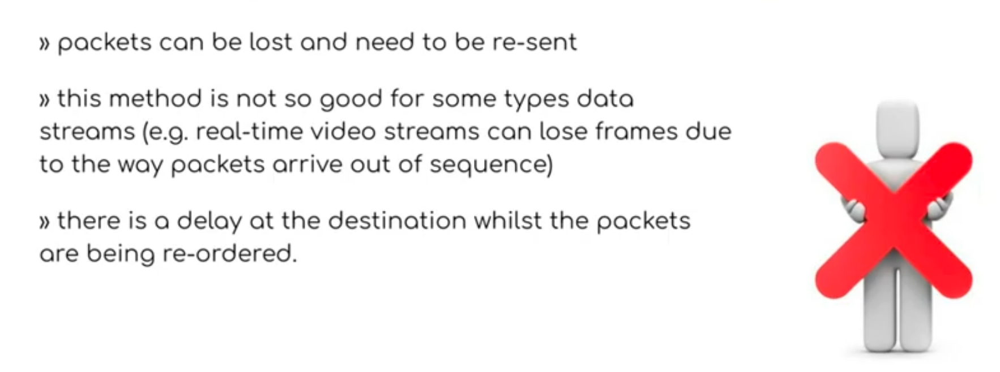 » packets can be lost and need to be re-sent
» this method is not so good for some types data
streams (e.g. real-time video streams can lose frames due
to the way packets arrive out of sequence)
» there is a delay at the destination whilst the packets
are being re-ordered.